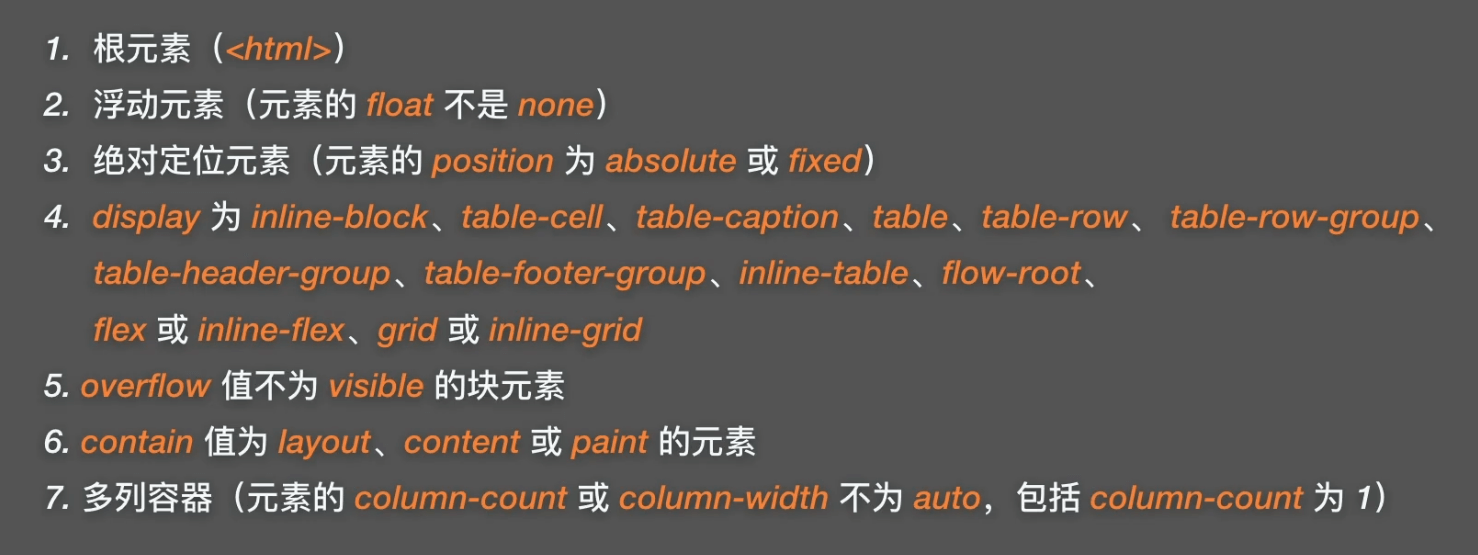 1. 根元素（<html>）
2. 浮动元素（元素的 float 不是 none）
3. 绝对定位元素（元素的 position 为 absolute 或 fixed）
4. display 为 inline-block、table-cell、table-caption、table、table-row、 table-row-group、
table-header-group、table-footer-group、inline-table、flow-root、
flex 或 inline-flex、grid 或 inline-grid
5. overflow 值不为 visible 的块元素
6. contain 值为 layout、content 或 paint 的元素
7. 多列容器（元素的 column-count 或 column-width 不为 auto，包括 column-count 为 1）